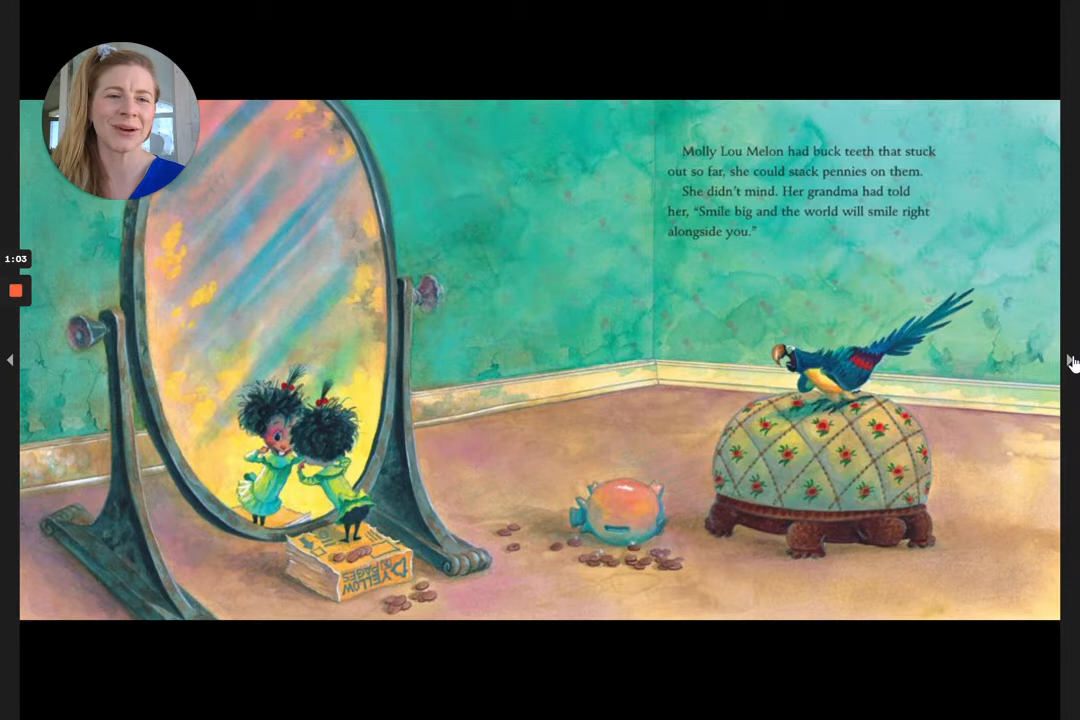 1:03
Molly Lou Melon had buck teeth that stuck
out so far, she could stack pennies on them.
She didn't mind. Her grandma had told
her, “Smile big and the world will smile right
alongside you.”
YELLOW
PAGES